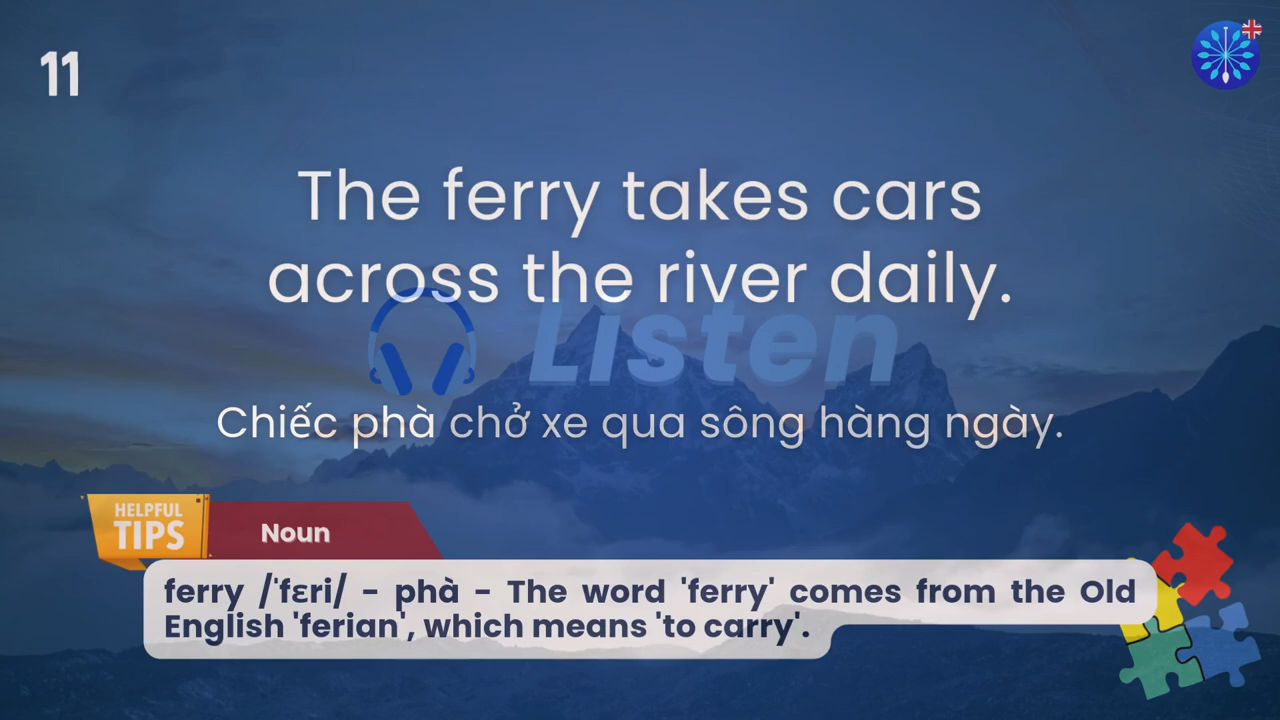 11
The ferry takes cars
across the river daily.
Listen
Chiếc phà chở xe qua sông hàng ngày.
HELPFUL
TIPS
Noun
ferry /ˈfɛri/ - phà - The word 'ferry' comes from the Old
English 'ferian', which means 'to carry'.